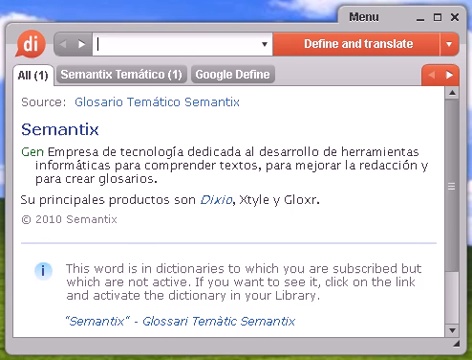 Menu
di
Define and translate
All (1) Semantix Temático (1) Google Define
Source: Glosario Temático Semantix
Semantix
Gen Empresa de tecnología dedicada al desarrollo de herramientas
informáticas para comprender textos, para mejorar la redacción y
para crear glosarios.
Su principales productos son Dixio, Xtyle y Gloxr.
© 2010 Semantix
i
This word is in dictionaries to which you are subscribed but
which are not active. If you want to see it, click on the link
and activate the dictionary in your Library.
"Semantix" - Glossari Temàtic Semantix